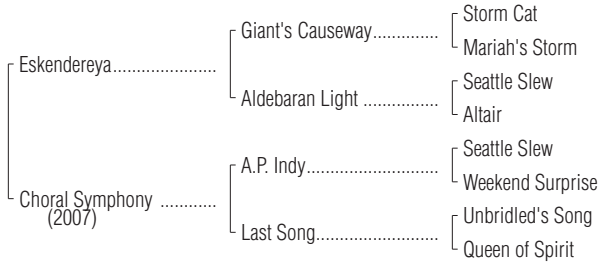 Storm Cat
Giant's Causeway..............
Mariah's Storm
Eskendereya......................
Seattle Slew
Aldebaran Light ................
Altair
Seattle Slew
A.P. Indy............................
Weekend Surprise
Choral Symphony ............
(2007)
Unbridled's Song
Last Song..........................
Queen of Spirit